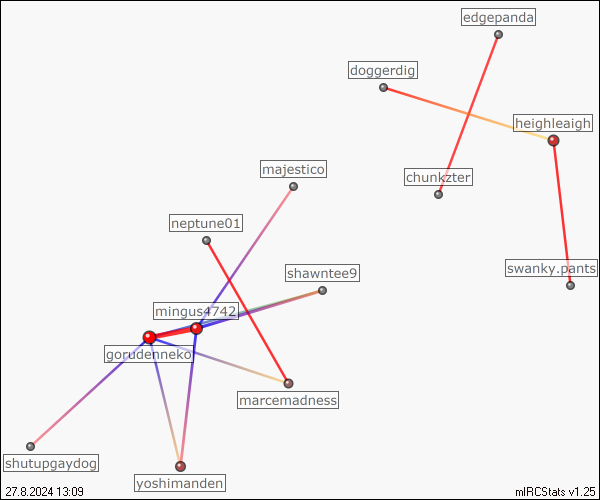 edgepanda
doggerdig
heighleaigh
majestico
chunkzter
neptune01
shawntee9
swanky.pants
mingus4742
gorudenneko
marcemadness
shutupgaydog
yoshimanden
27.8.2024 13:09
mIRCStats v1.25